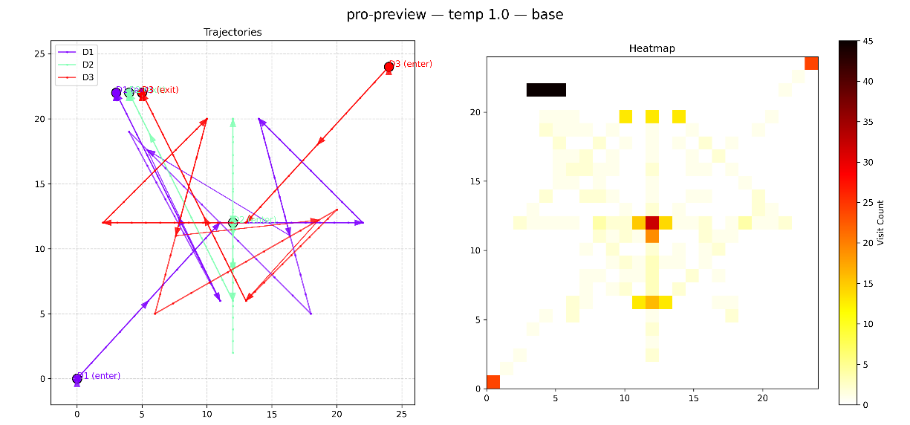 pro-preview — temp 1.0 — base
Trajectories
D1
D2
D3
D3 (enter)
D3 (exit)
D1 (enter)
25
20
15
10
5
0
0 5 10 15 20 25
Heatmap
20
15
10
5
0
0 5 10 15 20
45
40
35
30
25
20
15
10
5
0
Visit Count